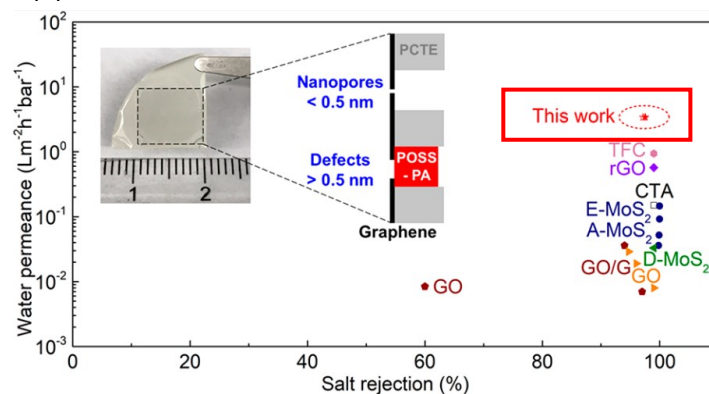 10²
10¹
10⁰
10⁻¹
10⁻²
10⁻³
Water permeance (Lm⁻²h⁻¹bar⁻¹)
0 20 40 60 80 100
Salt rejection (%)
1 2
PCTE
Nanopores
< 0.5 nm
Defects
> 0.5 nm
POSS
- PA
Graphene
This work
TFC
rGO
CTA
E-MoS₂
A-MoS₂
D-MoS₂
GO/G
GO
GO